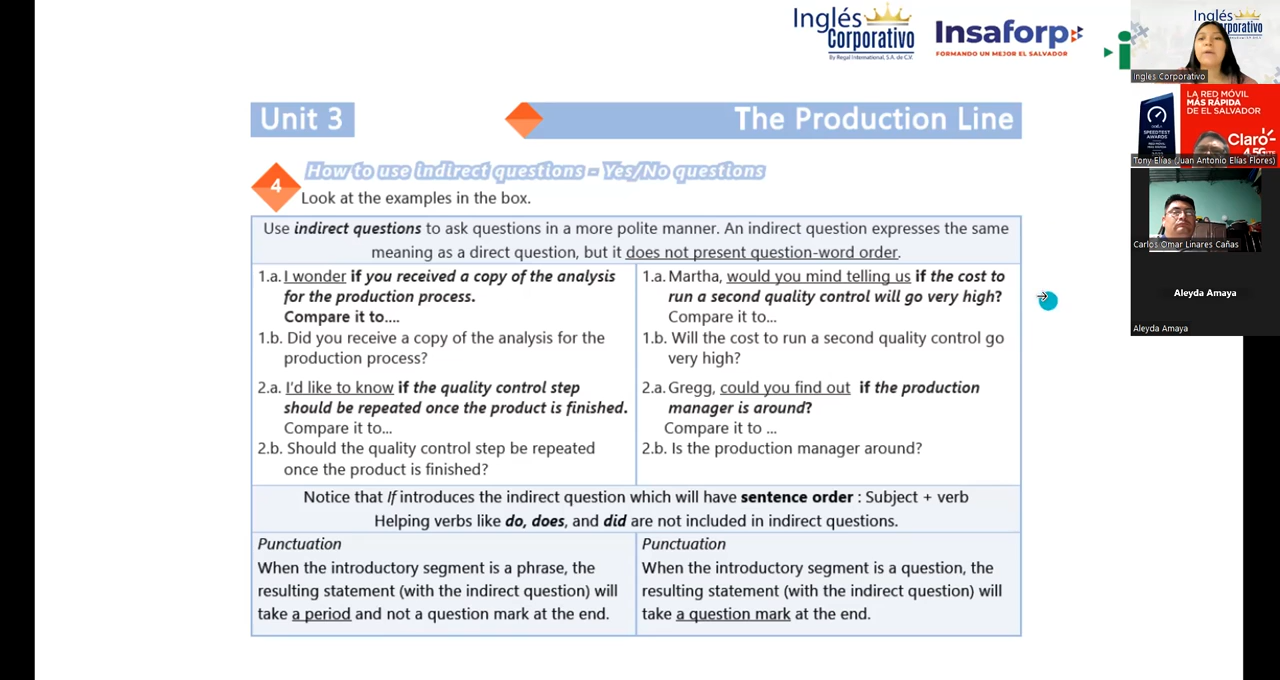 Inglés
Corporativo
By Regal International, S.A. de C.V.
Insaforp
FORMANDO UN MEJOR EL SALVADOR
Unit 3
The Production Line
4
How to use indirect questions - Yes/No questions
Look at the examples in the box.
Use indirect questions to ask questions in a more polite manner. An indirect question expresses the same
meaning as a direct question, but it does not present question-word order.
1.a. I wonder if you received a copy of the analysis
for the production process.
Compare it to....
1.b. Did you receive a copy of the analysis for the
production process?
2.a. I'd like to know if the quality control step
should be repeated once the product is finished.
Compare it to...
2.b. Should the quality control step be repeated
once the product is finished?
1.a. Martha, would you mind telling us if the cost to
run a second quality control will go very high?
Compare it to...
1.b. Will the cost to run a second quality control go
very high?
2.a. Gregg, could you find out if the production
manager is around?
Compare it to ...
2.b. Is the production manager around?
Notice that If introduces the indirect question which will have sentence order : Subject + verb
Helping verbs like do, does, and did are not included in indirect questions.
Punctuation
When the introductory segment is a phrase, the
resulting statement (with the indirect question) will
take a period and not a question mark at the end.
Punctuation
When the introductory segment is a question, the
resulting statement (with the indirect question) will
take a question mark at the end.
Inglés
Corporativo
Ingles Corporativo
SPEEDTEST
AWARDS
LA RED MÓVIL
MÁS RÁPIDA
DE EL SALVADOR
Claro
4.5G
Tony Elías (Juan Antonio Elías Flores)
Carlos Omar Linares Cañas
Aleyda Amaya
Aleyda Amaya